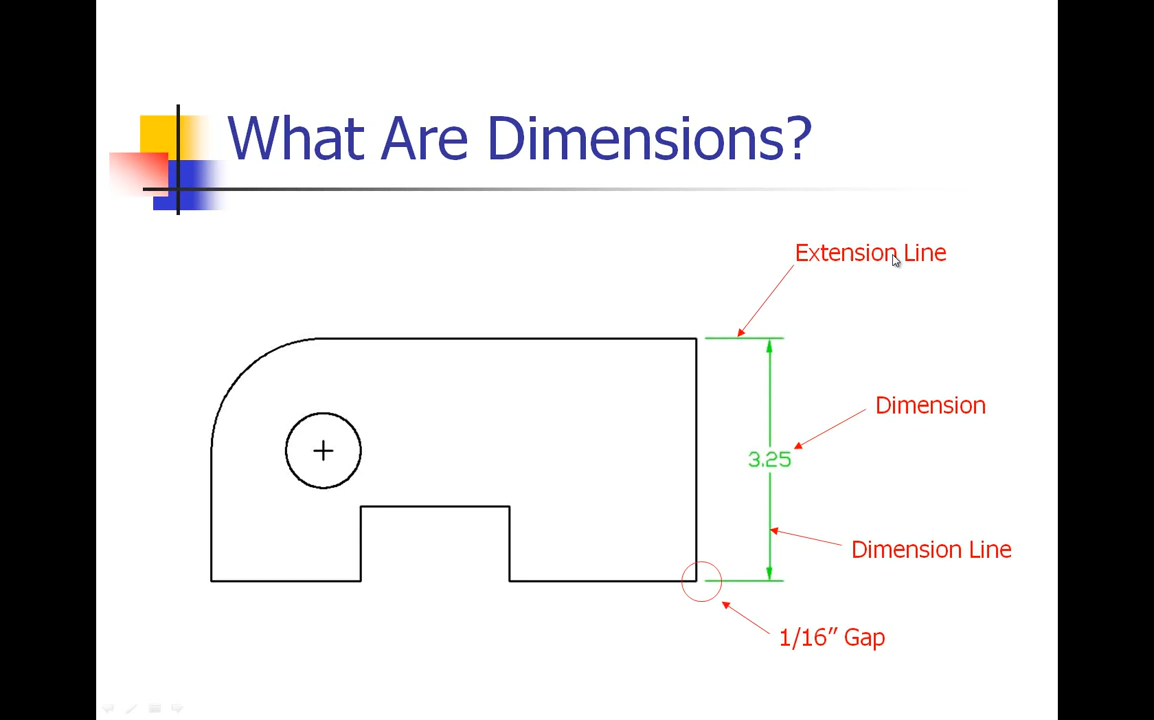 What Are Dimensions?
Extension Line
Dimension
3.25
Dimension Line
1/16” Gap